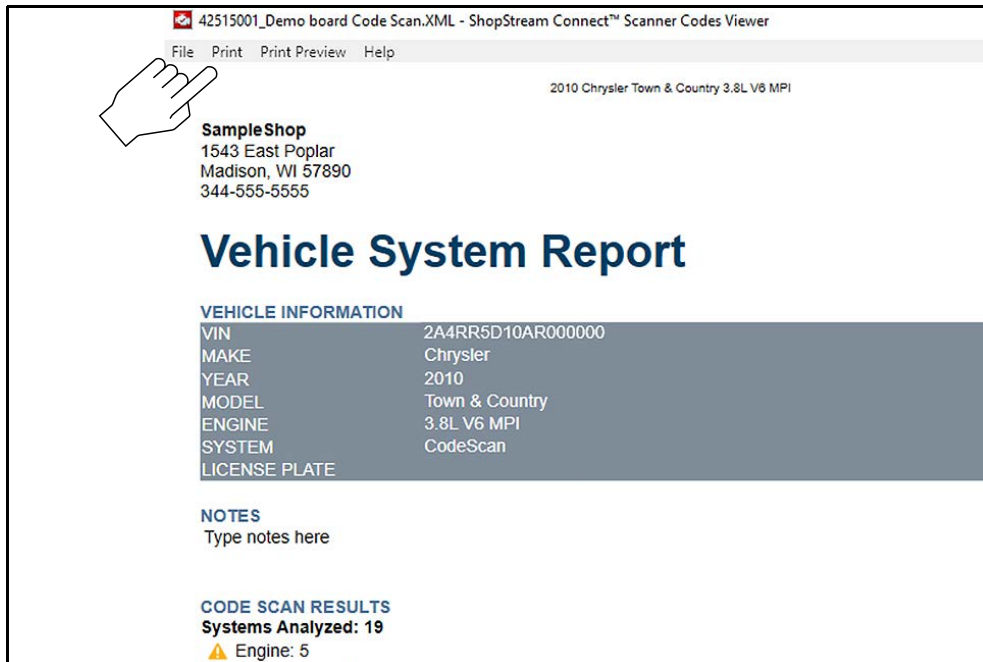 42515001_Demo board Code Scan.XML - ShopStream Connect™ Scanner Codes Viewer
File Print Print Preview Help
2010 Chrysler Town & Country 3.8L V6 MPI
SampleShop
1543 East Poplar
Madison, WI 57890
344-555-5555
Vehicle System Report
VEHICLE INFORMATION
VIN 2A4RR5D10AR000000
MAKE Chrysler
YEAR 2010
MODEL Town & Country
ENGINE 3.8L V6 MPI
SYSTEM CodeScan
LICENSE PLATE
NOTES
Type notes here
CODE SCAN RESULTS
Systems Analyzed: 19
Engine: 5